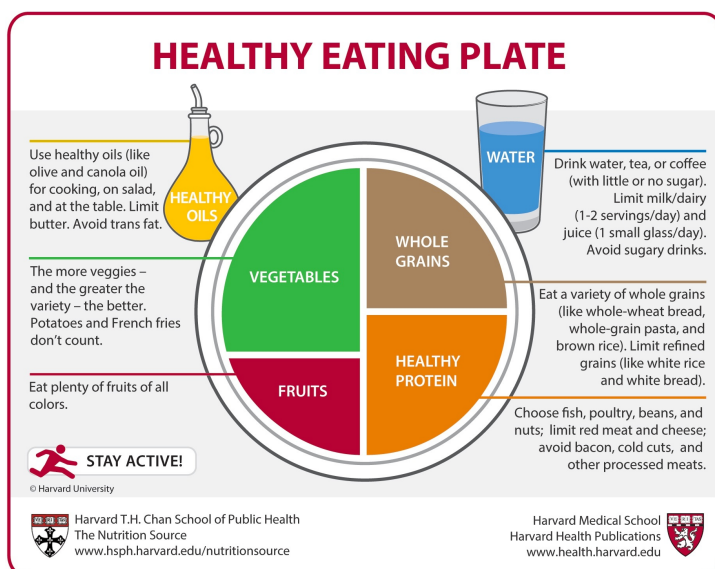 HEALTHY EATING PLATE
Use healthy oils (like
olive and canola oil)
for cooking, on salad,
and at the table. Limit
butter. Avoid trans fat.
HEALTHY
OILS
WATER
Drink water, tea, or coffee
(with little or no sugar).
Limit milk/dairy
(1-2 servings/day) and
juice (1 small glass/day).
Avoid sugary drinks.
The more veggies –
and the greater the
variety – the better.
Potatoes and French fries
don't count.
VEGETABLES
WHOLE
GRAINS
Eat a variety of whole grains
(like whole-wheat bread,
whole-grain pasta, and
brown rice). Limit refined
grains (like white rice
and white bread).
Eat plenty of fruits of all
colors.
FRUITS
HEALTHY
PROTEIN
Choose fish, poultry, beans, and
nuts; limit red meat and cheese;
avoid bacon, cold cuts, and
other processed meats.
STAY ACTIVE!
© Harvard University
Harvard T.H. Chan School of Public Health
The Nutrition Source
www.hsph.harvard.edu/nutritionsource
Harvard Medical School
Harvard Health Publications
www.health.harvard.edu